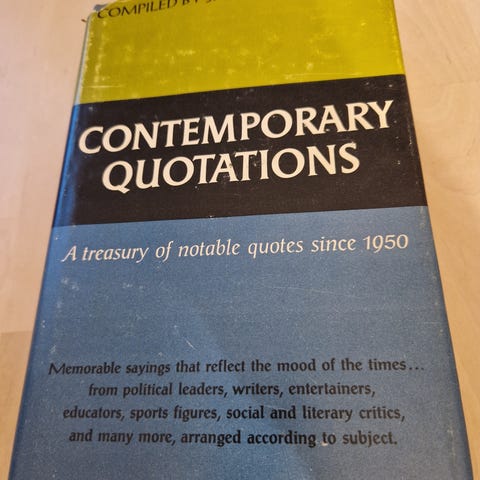 COMPILED BY
CONTEMPORARY
QUOTATIONS
A treasury of notable quotes since 1950
Memorable sayings that reflect the mood of the times...
from political leaders, writers, entertainers,
educators, sports figures, social and literary critics,
and many more, arranged according to subject.